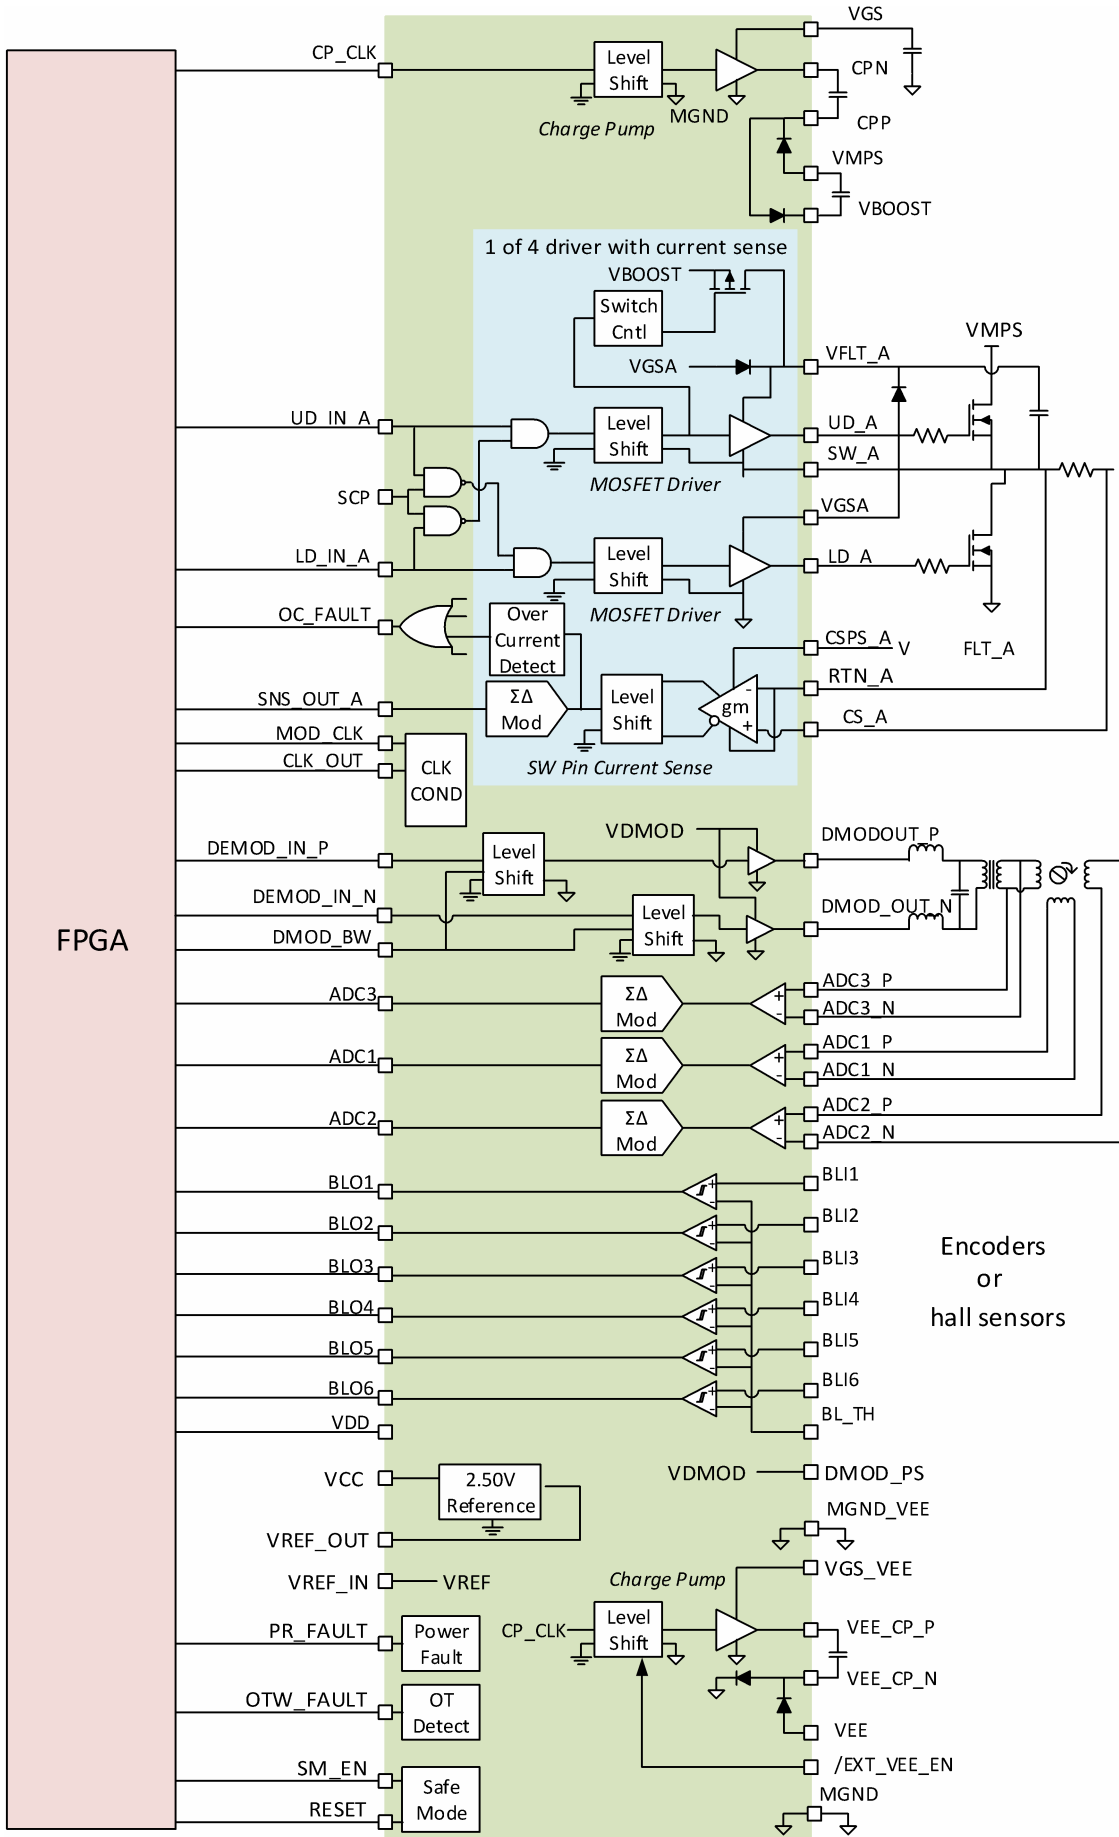 VGS
CP_CLK
Level
Shift
CPN
MGND
Charge Pump
CPP
VMPS
VBOOST
1 of 4 driver with current sense
VBOOST
Switch
Cntl
VMPS
VGSA
VFLT_A
UD_IN_A
Level
Shift
UD_A
SW_A
MOSFET Driver
SCP
VGSA
LD_IN_A
Level
Shift
LD_A
MOSFET Driver
OC_FAULT
Over
Current
Detect
CSPS_A
V
FLT_A
RTN_A
SNS_OUT_A
ΣΔ
Mod
Level
Shift
-
gm
+
CS_A
MOD_CLK
CLK_OUT
CLK
COND
SW Pin Current Sense
VDMOD
DMODOUT_P
DEMOD_IN_P
Level
Shift
DEMOD_IN_N
Level
Shift
DMOD_OUT_N
DMOD_BW
FPGA
ADC3
ΣΔ
Mod
+
-
ADC3_P
ADC3_N
ADC1
ΣΔ
Mod
+
-
ADC1_P
ADC1_N
ADC2
ΣΔ
Mod
+
-
ADC2_P
ADC2_N
BLO1
+
-
BLI1
BLO2
+
-
BLI2
BLO3
+
-
BLI3
BLO4
+
-
BLI4
BLO5
+
-
BLI5
BLO6
+
-
BLI6
Encoders
or
hall sensors
BL_TH
VDD
VCC
2.50V
Reference
VDMOD
DMOD_PS
MGND_VEE
VREF_OUT
VREF_IN
VREF
Charge Pump
VGS_VEE
PR_FAULT
Power
Fault
CP_CLK
Level
Shift
VEE_CP_P
VEE_CP_N
OTW_FAULT
OT
Detect
VEE
/EXT_VEE_EN
SM_EN
Safe
Mode
RESET
MGND